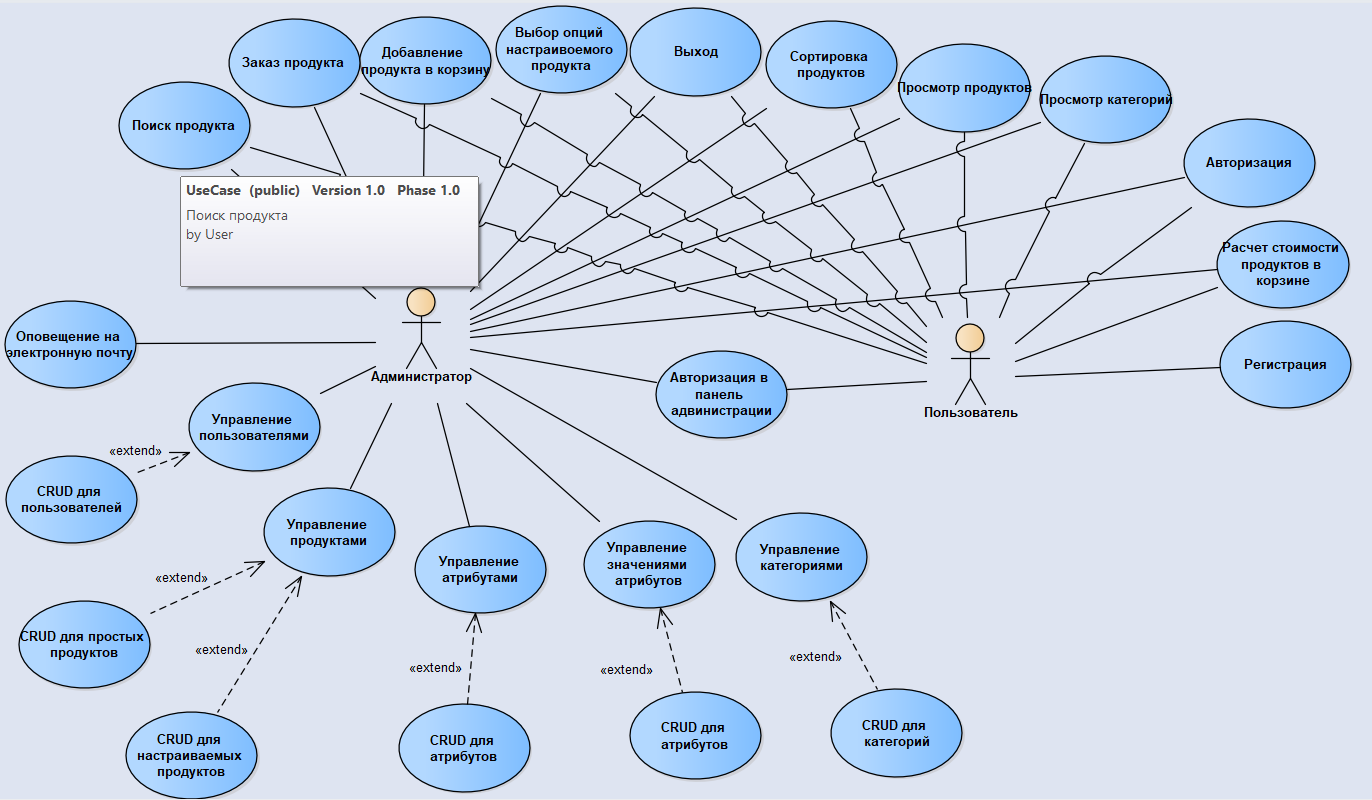 Поиск продукта
Заказ продукта
Добавление
продукта в корзину
Выбор опций
настраивоемого
продукта
Выход
Сортировка
продуктов
Просмотр продуктов
Просмотр категорий
Авторизация
Расчет стоимости
продуктов в
корзине
Регистрация
UseCase (public) Version 1.0 Phase 1.0
Поиск продукта
by User
Оповещение на
электронную почту
Администратор
Пользователь
Авторизация в
панель
адвинистрации
Управление
пользователями
«extend»
CRUD для
пользователей
Управление
продуктами
Управление
атрибутами
Управление
значениями
атрибутов
Управление
категориями
«extend»
«extend»
«extend»
«extend»
«extend»
CRUD для простых
продуктов
CRUD для
настраиваемых
продуктов
CRUD для
атрибутов
CRUD для
атрибутов
CRUD для
категорий